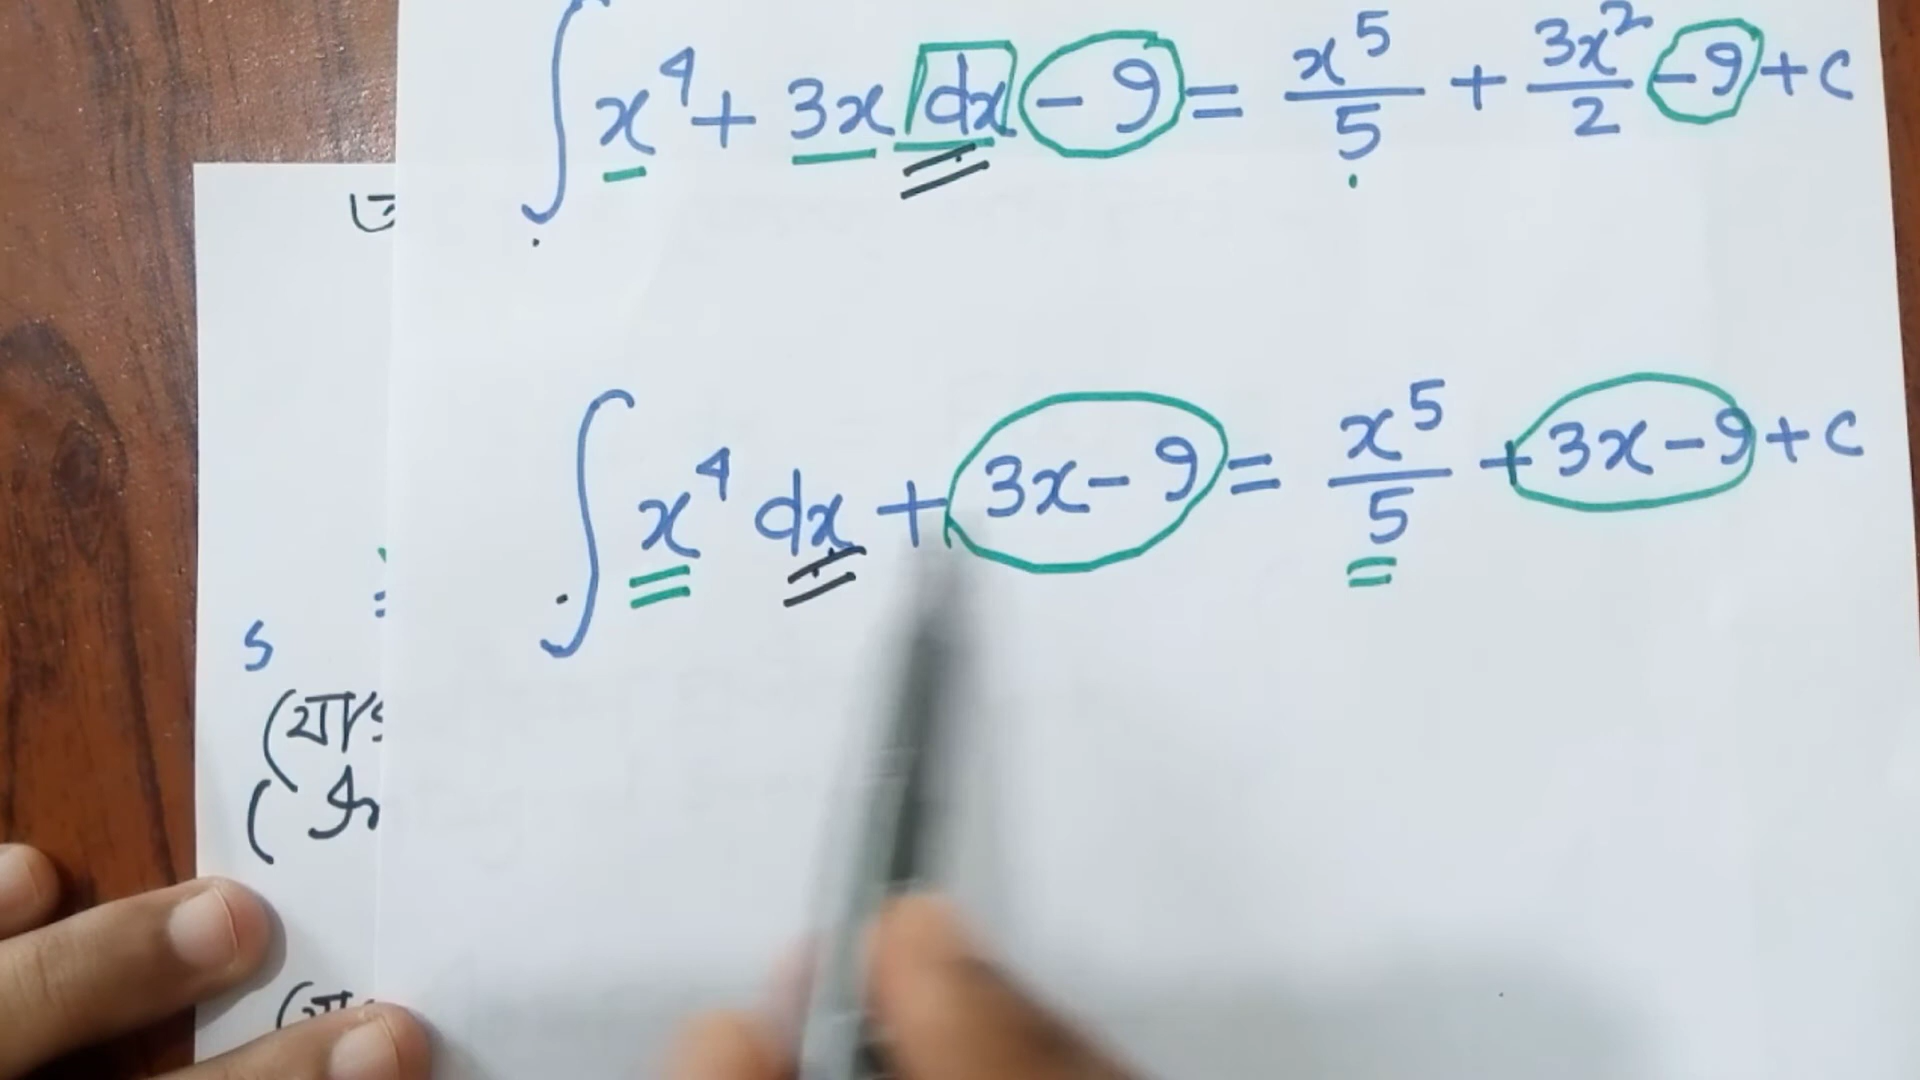 ∫ x⁴ + 3x dx - 9 = x⁵/5 + 3x²/2 - 9 + c
∫ x⁴ dx + 3x - 9 = x⁵/5 + 3x - 9 + c